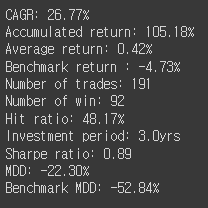 CAGR: 26.77%
Accumulated return: 105.18%
Average return: 0.42%
Benchmark return : -4.73%
Number of trades: 191
Number of win: 92
Hit ratio: 48.17%
Investment period: 3.0yrs
Sharpe ratio: 0.89
MDD: -22.30%
Benchmark MDD: -52.84%